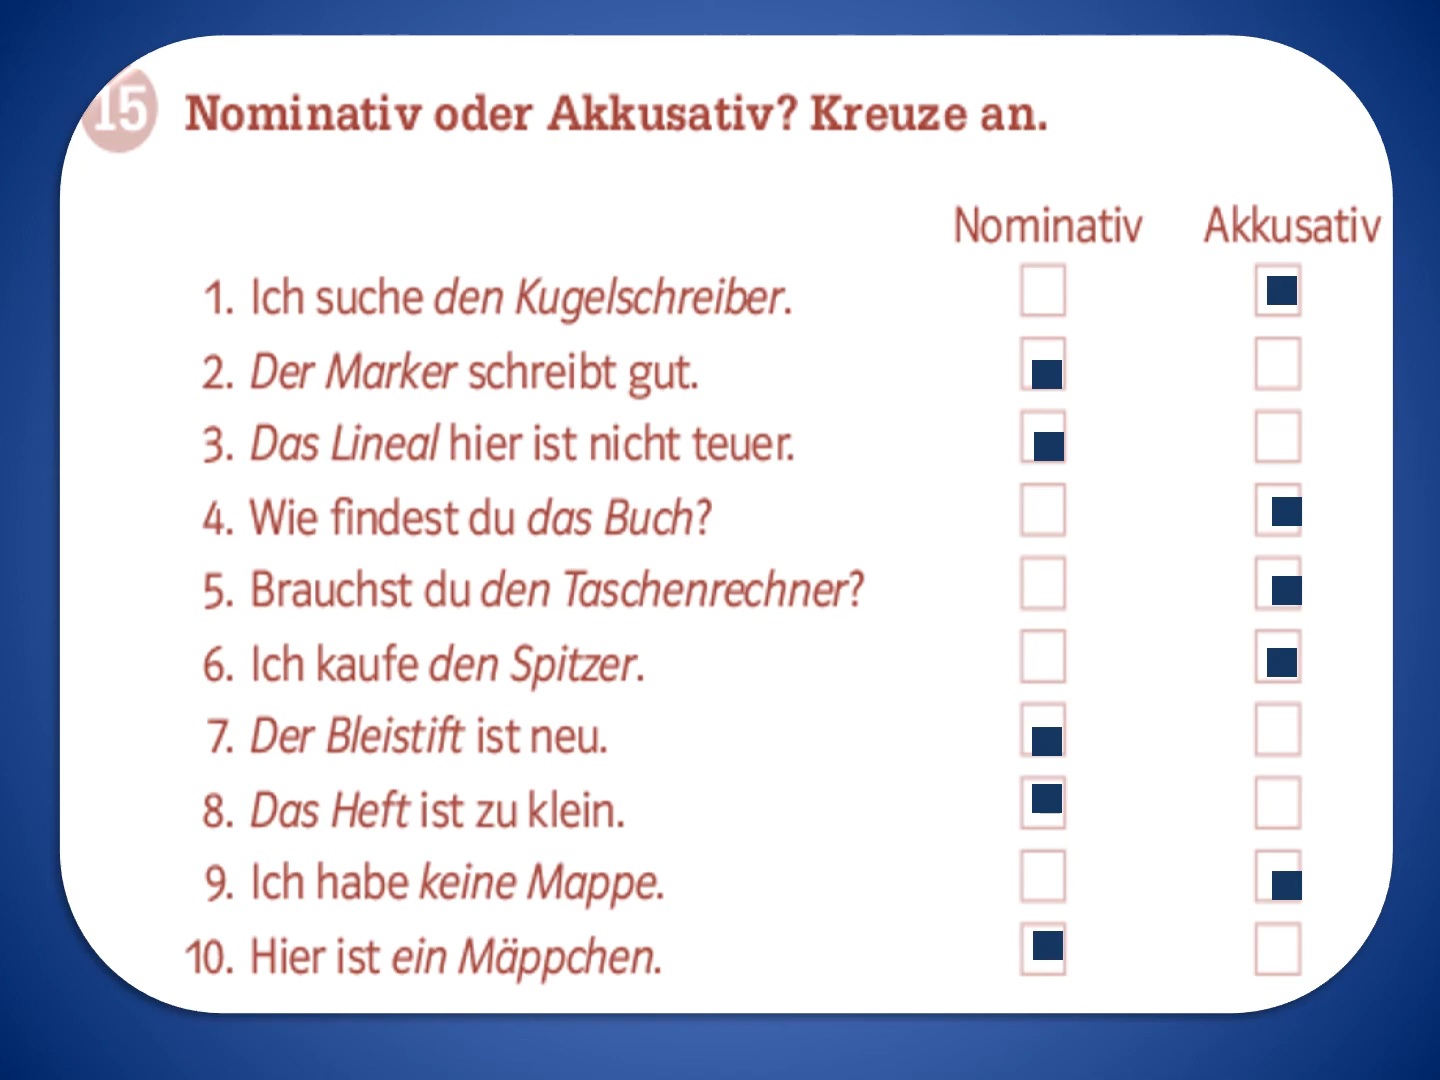 15 Nominativ oder Akkusativ? Kreuze an.
Nominativ Akkusativ
1. Ich suche den Kugelschreiber.
2. Der Marker schreibt gut.
3. Das Lineal hier ist nicht teuer.
4. Wie findest du das Buch?
5. Brauchst du den Taschenrechner?
6. Ich kaufe den Spitzer.
7. Der Bleistift ist neu.
8. Das Heft ist zu klein.
9. Ich habe keine Mappe.
10. Hier ist ein Mäppchen.